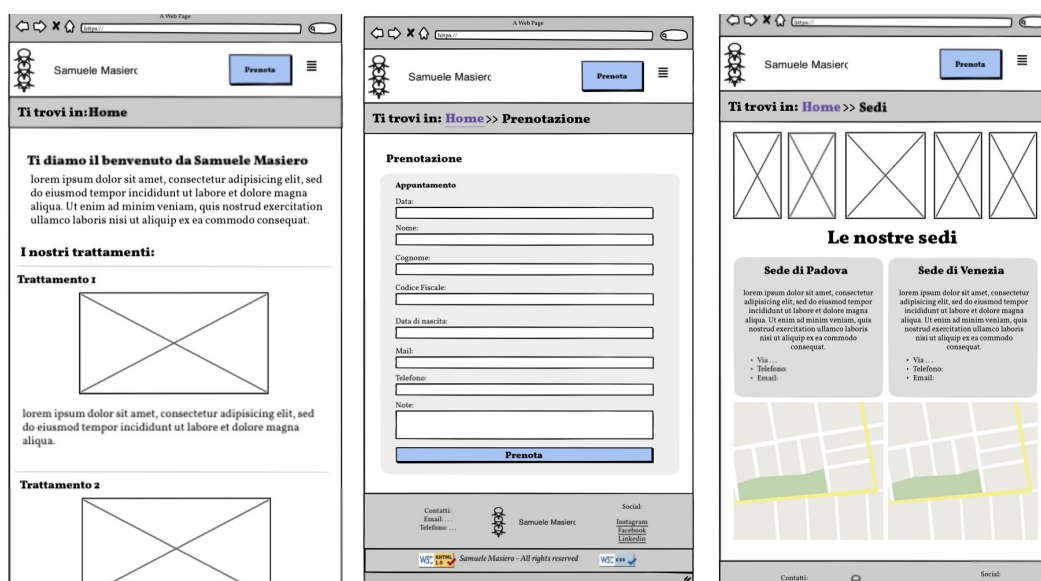 A Web Page
https://
Samuele Masiero
Prenota
Ti trovi in:Home
Ti diamo il benvenuto da Samuele Masiero
lorem ipsum dolor sit amet, consectetur adipisicing elit, sed
do eiusmod tempor incididunt ut labore et dolore magna
aliqua. Ut enim ad minim veniam, quis nostrud exercitation
ullamco laboris nisi ut aliquip ex ea commodo consequat.
I nostri trattamenti:
Trattamento 1
lorem ipsum dolor sit amet, consectetur adipisicing elit, sed
do eiusmod tempor incididunt ut labore et dolore magna
aliqua.
Trattamento 2
A Web Page
https://
Samuele Masiero
Prenota
Ti trovi in: Home >> Prenotazione
Prenotazione
Appuntamento
Data:
Nome:
Cognome:
Codice Fiscale:
Data di nascita:
Mail:
Telefono:
Note:
Prenota
Contatti:
Email: ...
Telefono: ...
Samuele Masiero
Social:
Instagram
Facebook
Linkedin
W3C XHTML 1.0
Samuele Masiero - All rights reserved
W3C css
https://
Samuele Masiero
Prenota
Ti trovi in: Home >> Sedi
Le nostre sedi
Sede di Padova
lorem ipsum dolor sit amet, consectetur
adipisicing elit, sed do eiusmod tempor
incididunt ut labore et dolore magna
aliqua. Ut enim ad minim veniam, quis
nostrud exercitation ullamco laboris
nisi ut aliquip ex ea commodo
consequat.
• Via ...
• Telefono:
• Email:
Sede di Venezia
lorem ipsum dolor sit amet, consectetur
adipisicing elit, sed do eiusmod tempor
incididunt ut labore et dolore magna
aliqua. Ut enim ad minim veniam, quis
nostrud exercitation ullamco laboris
nisi ut aliquip ex ea commodo
consequat.
• Via ...
• Telefono:
• Email:
Contatti:
Social: